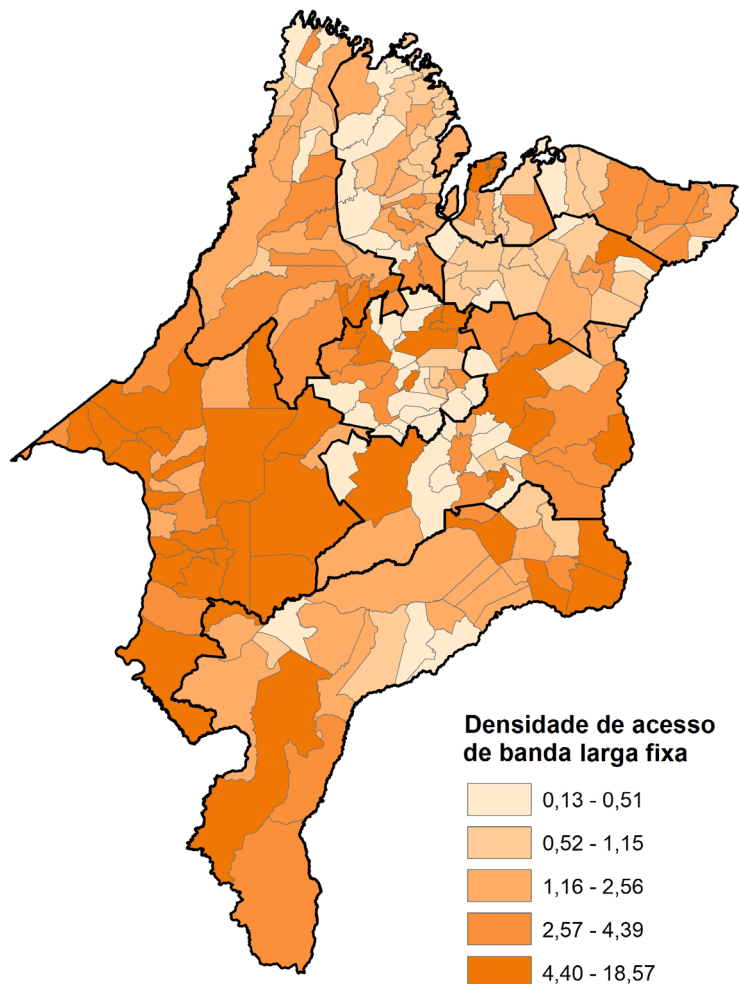 Densidade de acesso
de banda larga fixa
0,13 - 0,51
0,52 - 1,15
1,16 - 2,56
2,57 - 4,39
4,40 - 18,57